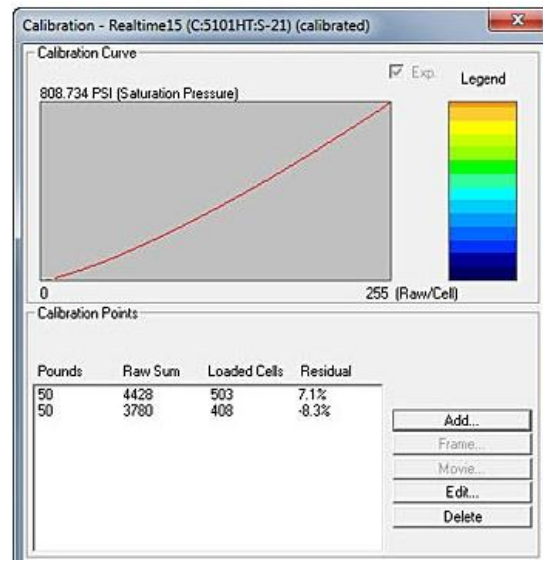 Calibration - Realtime15 (C:5101HT:S-21) (calibrated)
Calibration Curve
Exp.
Legend
808.734 PSI (Saturation Pressure)
0
255 (Raw/Cell)
Calibration Points
Pounds Raw Sum Loaded Cells Residual
50 4428 503 7.1%
50 3780 408 -8.3%
Add...
Frame...
Movie...
Edit...
Delete